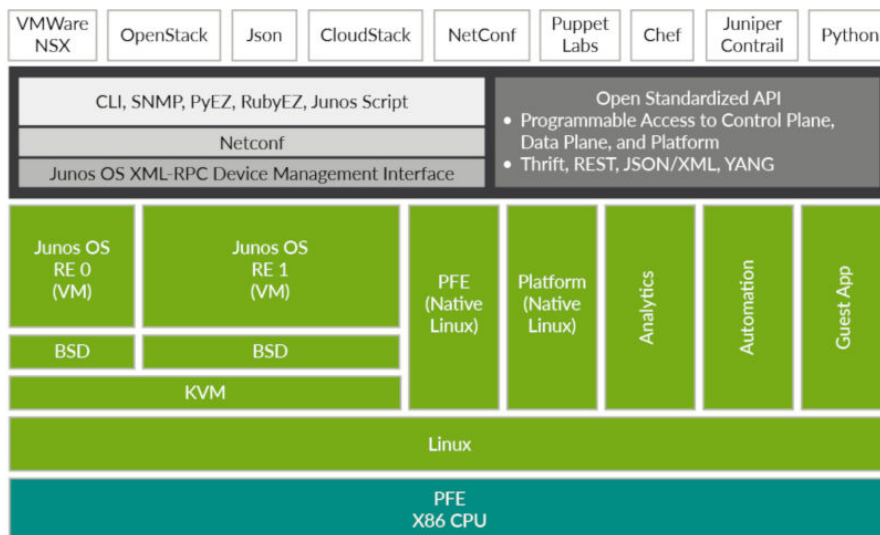 VMWare
NSX
OpenStack
Json
CloudStack
NetConf
Puppet
Labs
Chef
Juniper
Contrail
Python
CLI, SNMP, PyEZ, RubyEZ, Junos Script
Netconf
Junos OS XML-RPC Device Management Interface
Open Standardized API
• Programmable Access to Control Plane,
Data Plane, and Platform
• Thrift, REST, JSON/XML, YANG
Junos OS
RE 0
(VM)
Junos OS
RE 1
(VM)
PFE
(Native
Linux)
Platform
(Native
Linux)
Analytics
Automation
Guest App
BSD
BSD
KVM
Linux
PFE
X86 CPU